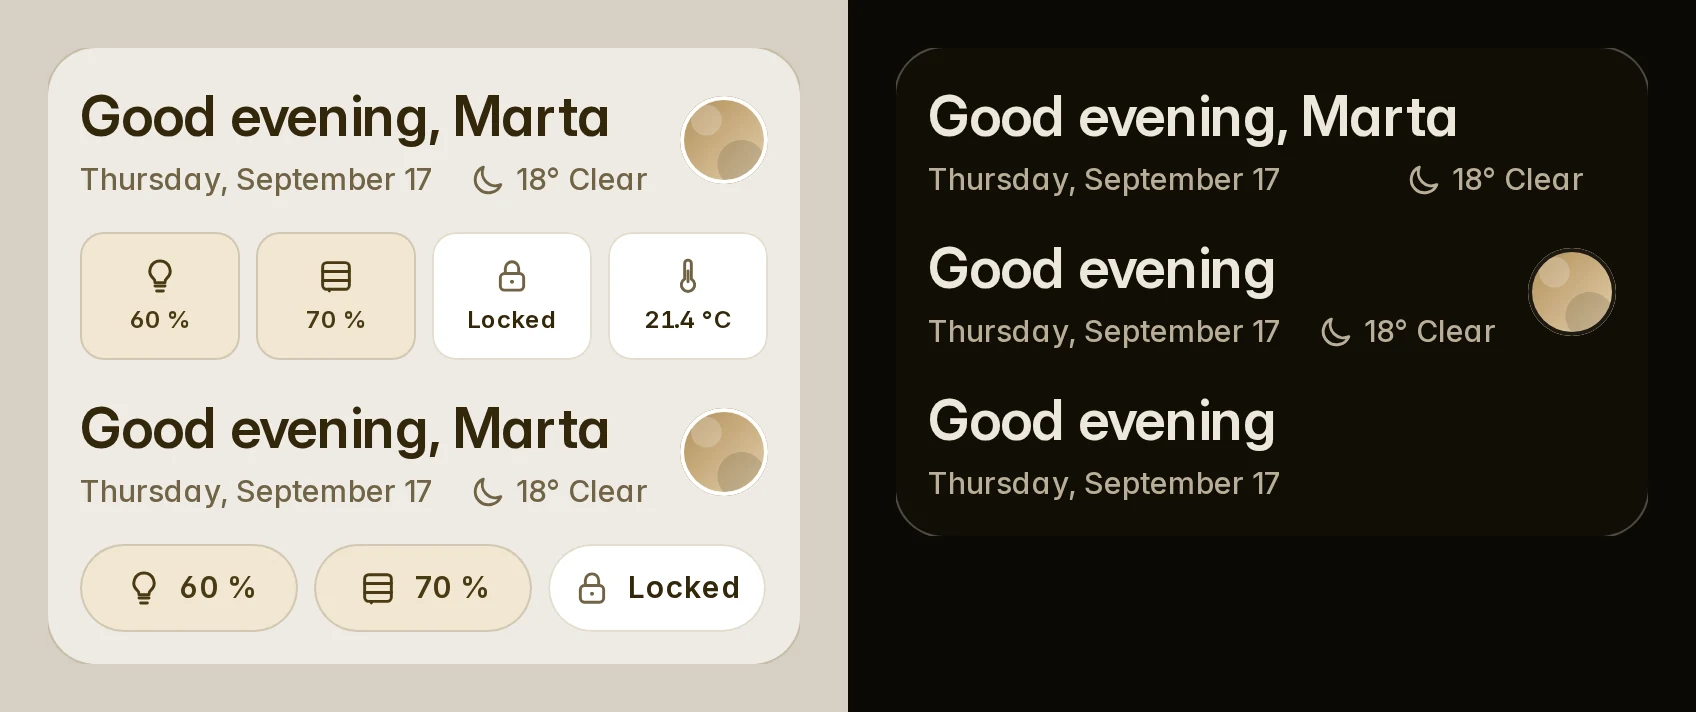 Good evening, Marta
Thursday, September 17 18° Clear
60 % 70 % Locked 21.4 °C
Good evening, Marta
Thursday, September 17 18° Clear
60 % 70 % Locked
Good evening, Marta
Thursday, September 17 18° Clear
Good evening
Thursday, September 17 18° Clear
Good evening
Thursday, September 17